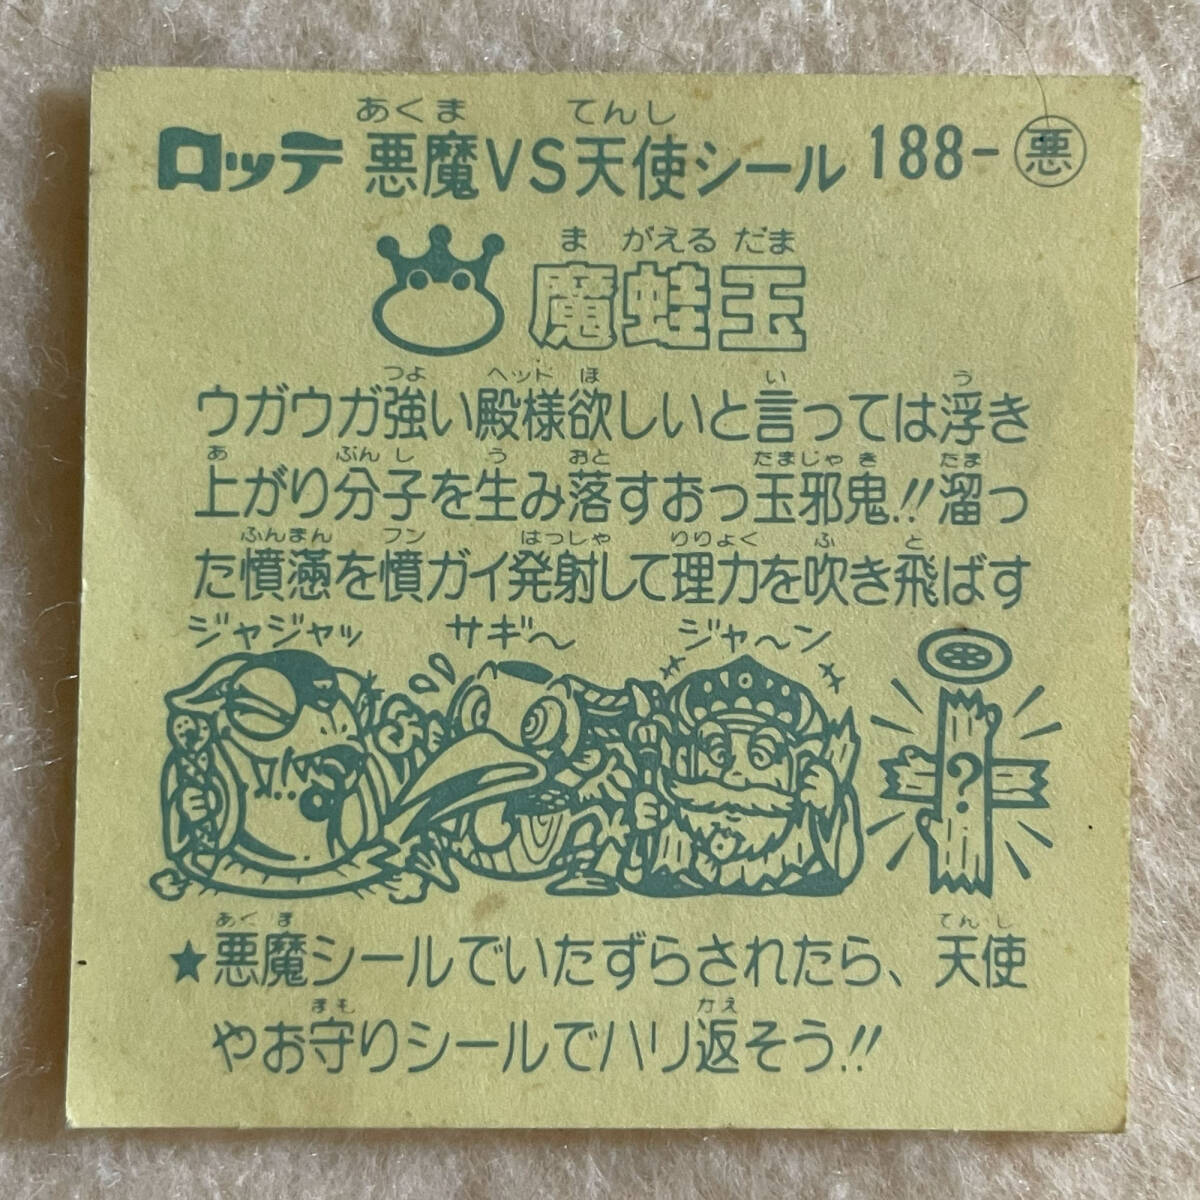 あくま てんし
ロッテ 悪魔VS天使シール 188-悪
ま がえる だま
魔蛙玉
つよ ヘッド ほ い う
ウガウガ強い殿様欲しいと言っては浮き
あ ぶんし う おと たまじゃき たま
上がり分子を生み落すおっ玉邪鬼!!溜っ
ふんまん フン はっしゃ りりょく ふ と
た憤懣を憤ガイ発射して理力を吹き飛ばす
ジャジャッ サギ〜 ジャ〜ン
?
あくま てんし
★悪魔シールでいたずらされたら、天使
まも かえ
やお守りシールでハリ返そう!!